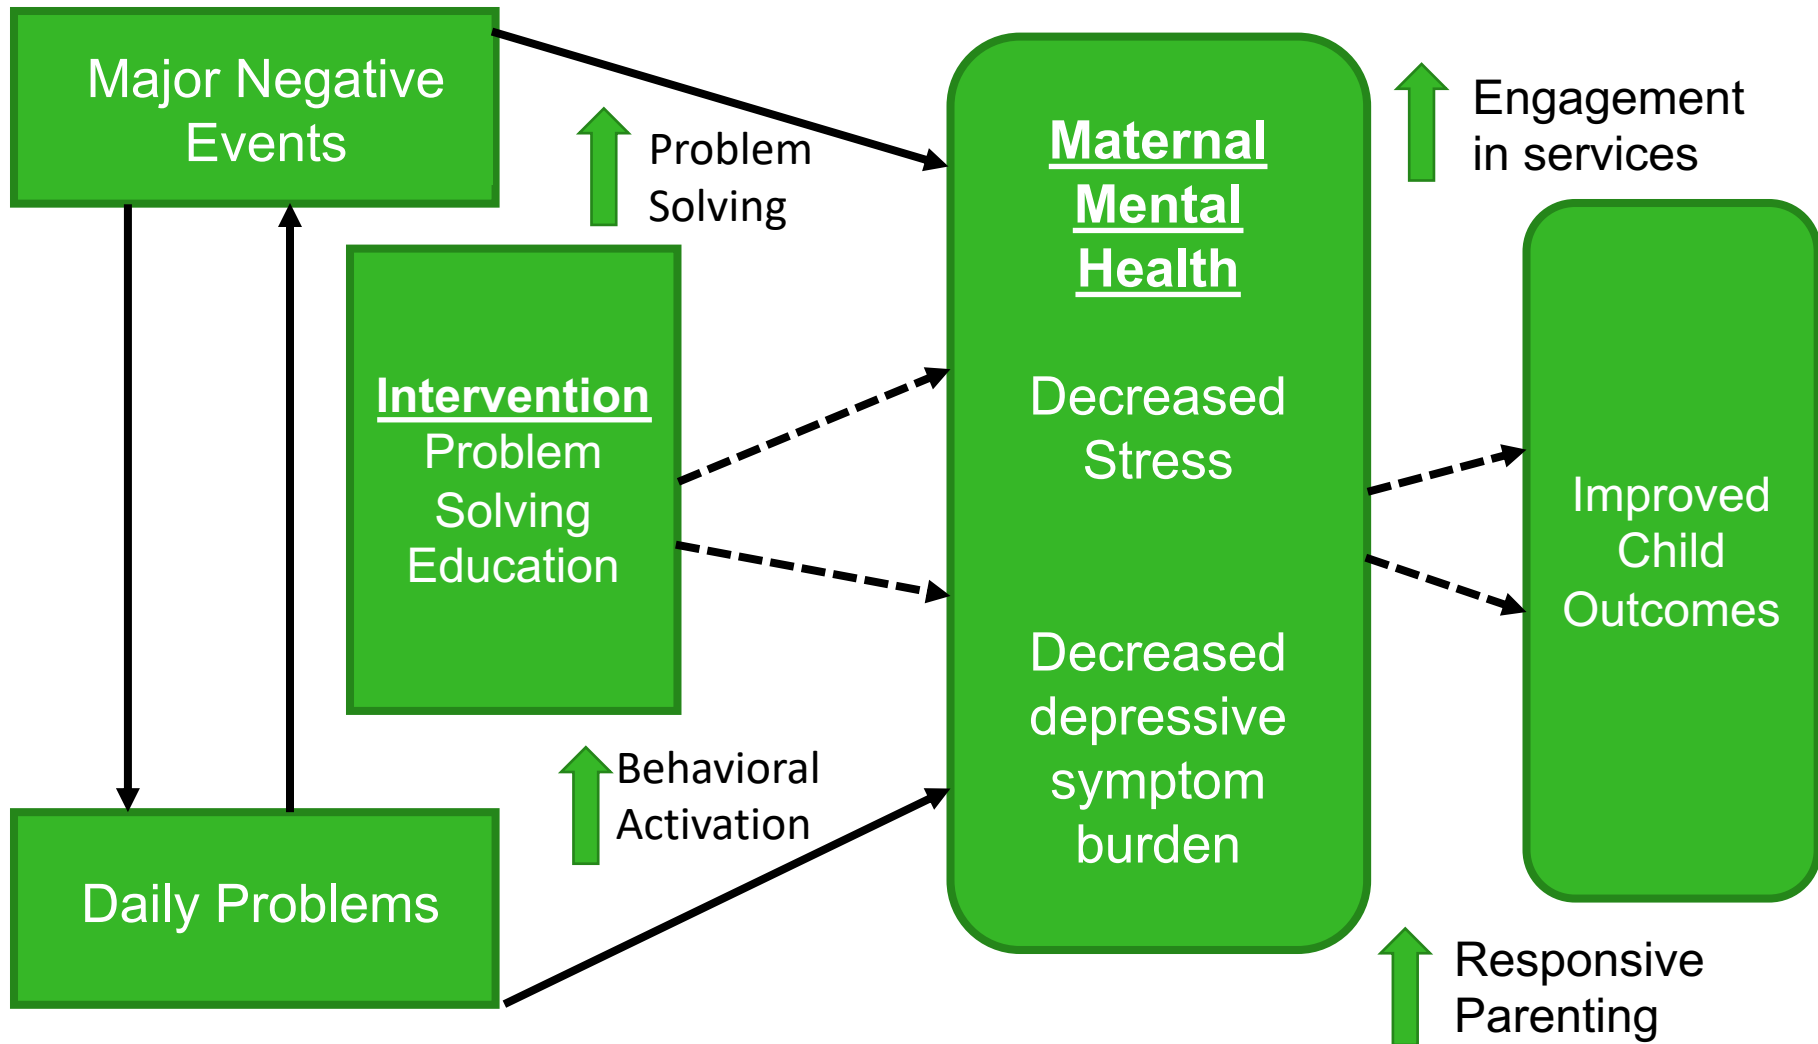 Major Negative
Events
Problem
Solving
Intervention
Problem
Solving
Education
Behavioral
Activation
Daily Problems
Maternal
Mental
Health
Decreased
Stress
Decreased
depressive
symptom
burden
Engagement
in services
Improved
Child
Outcomes
Responsive
Parenting